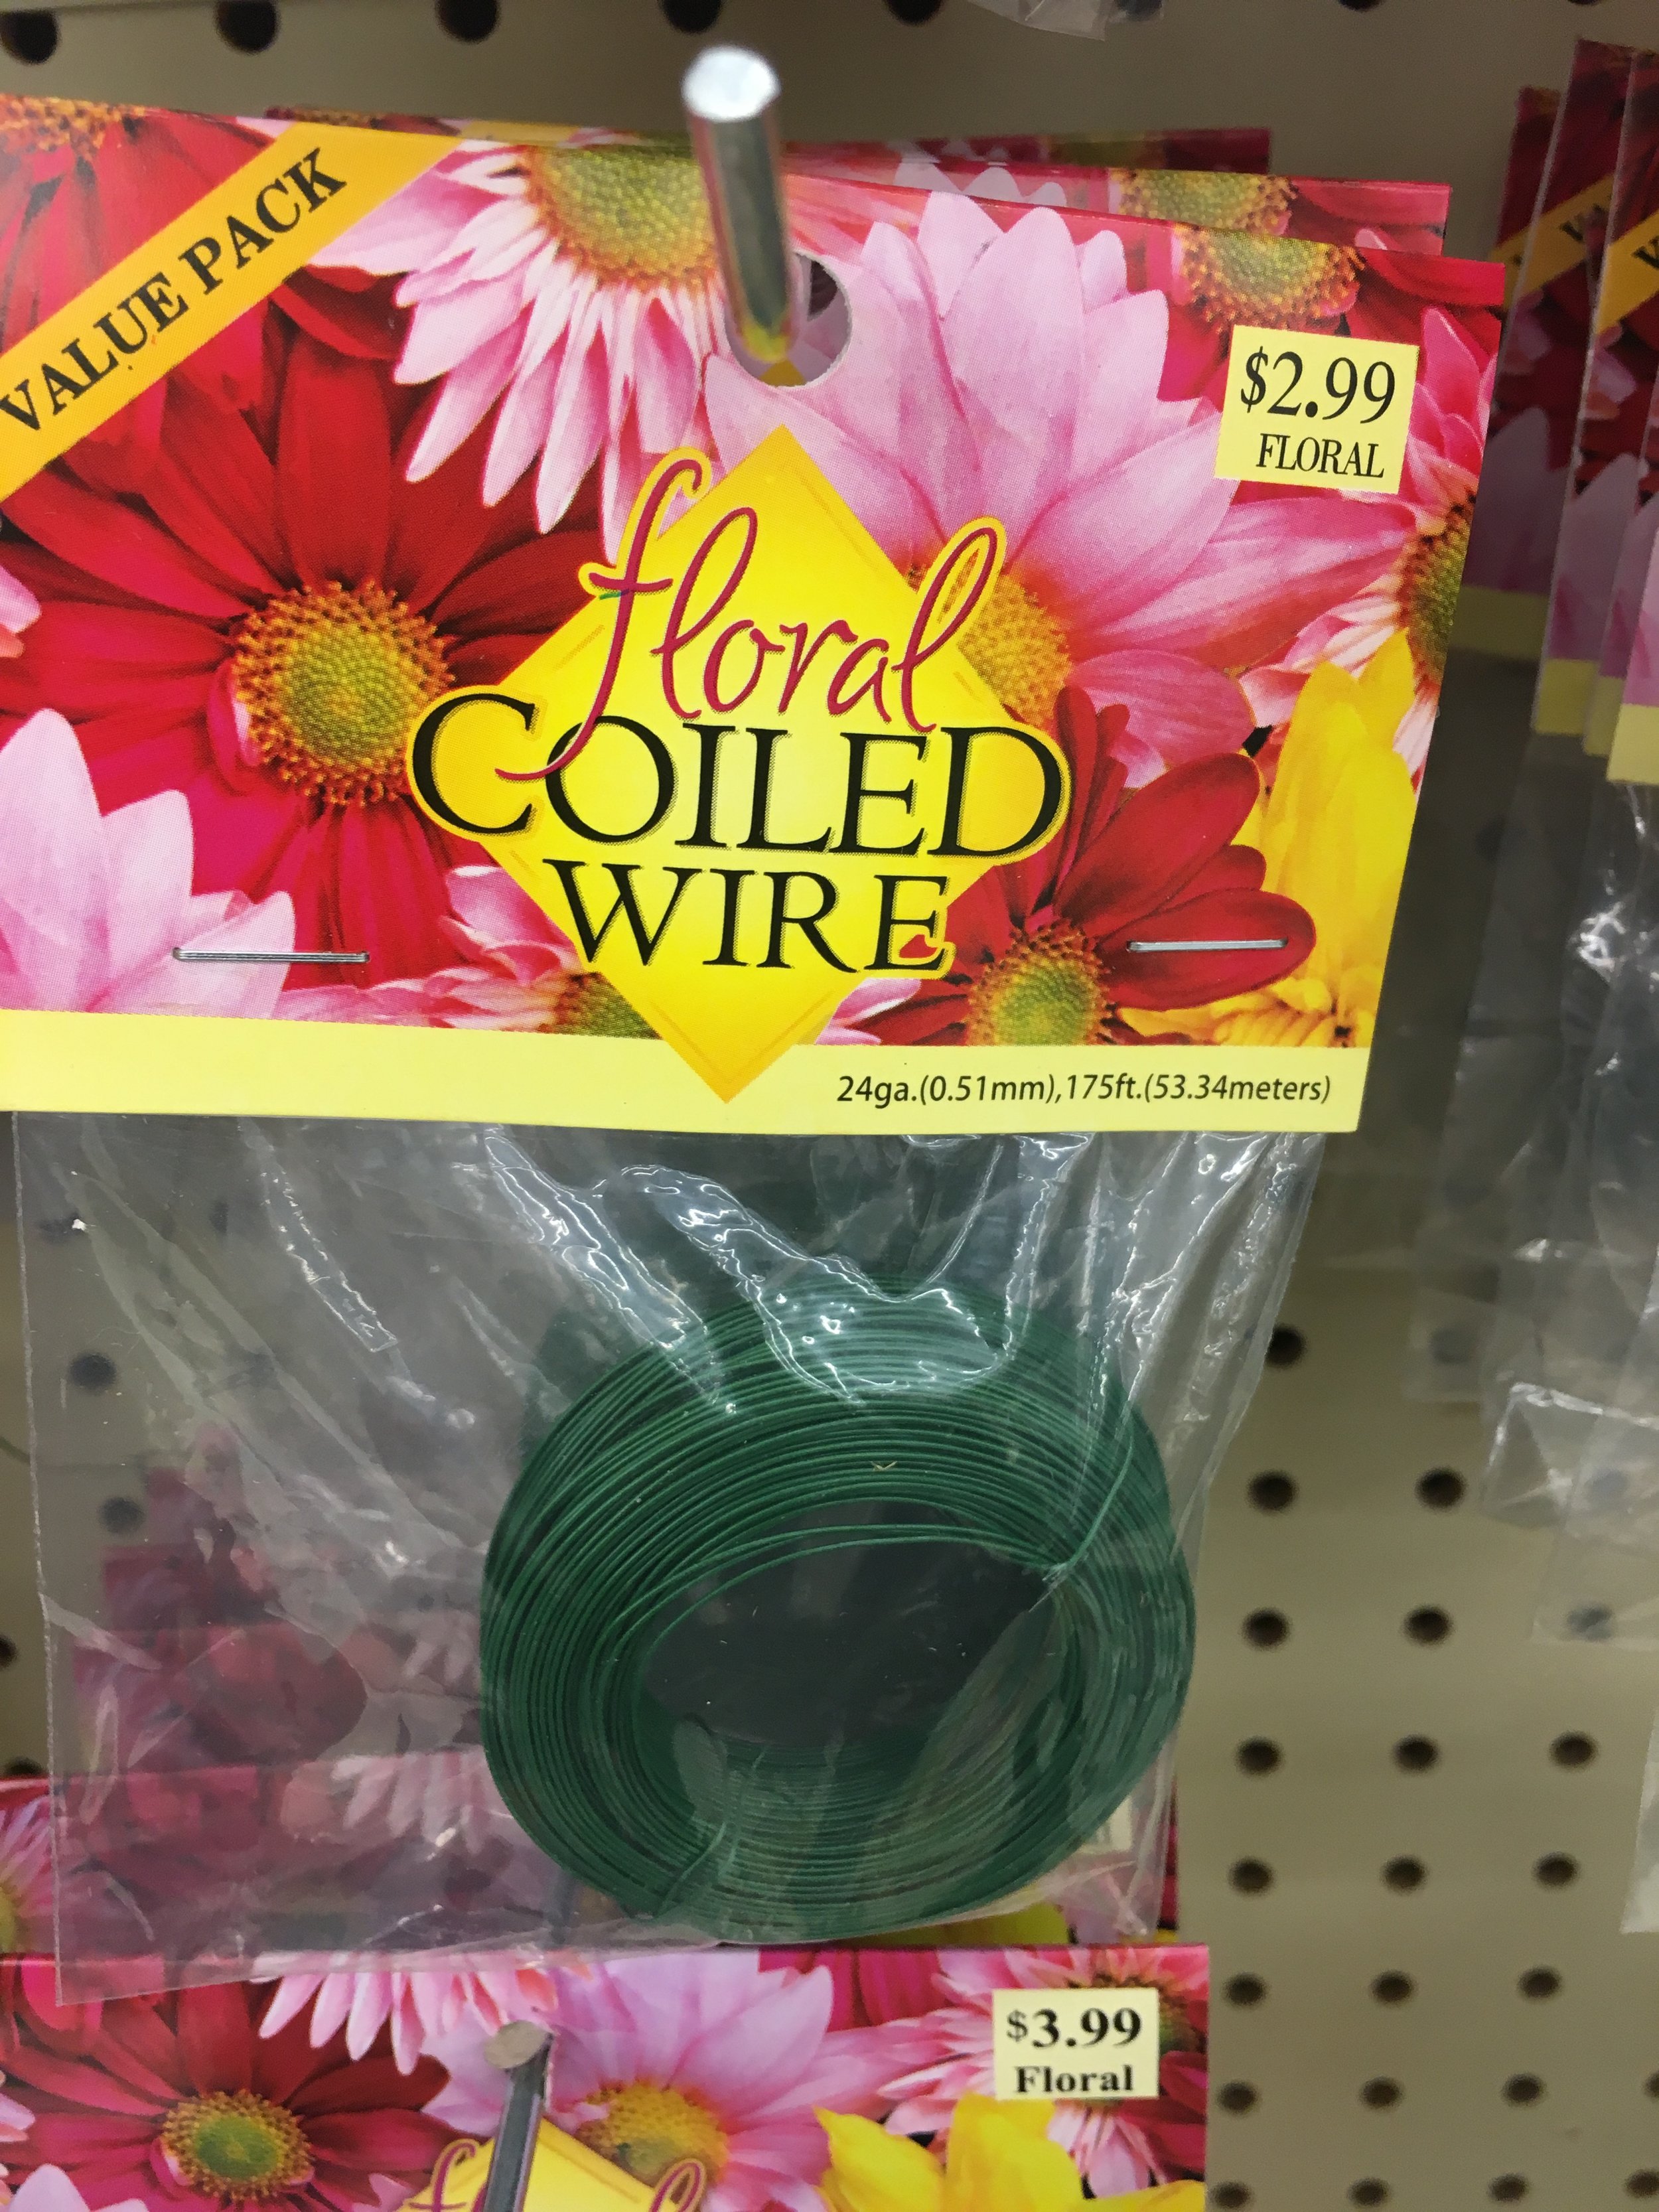 VALUE PACK
$2.99
FLORAL
floral
COILED
WIRE
24ga.(0.51mm),175ft.(53.34meters)
$3.99
Floral